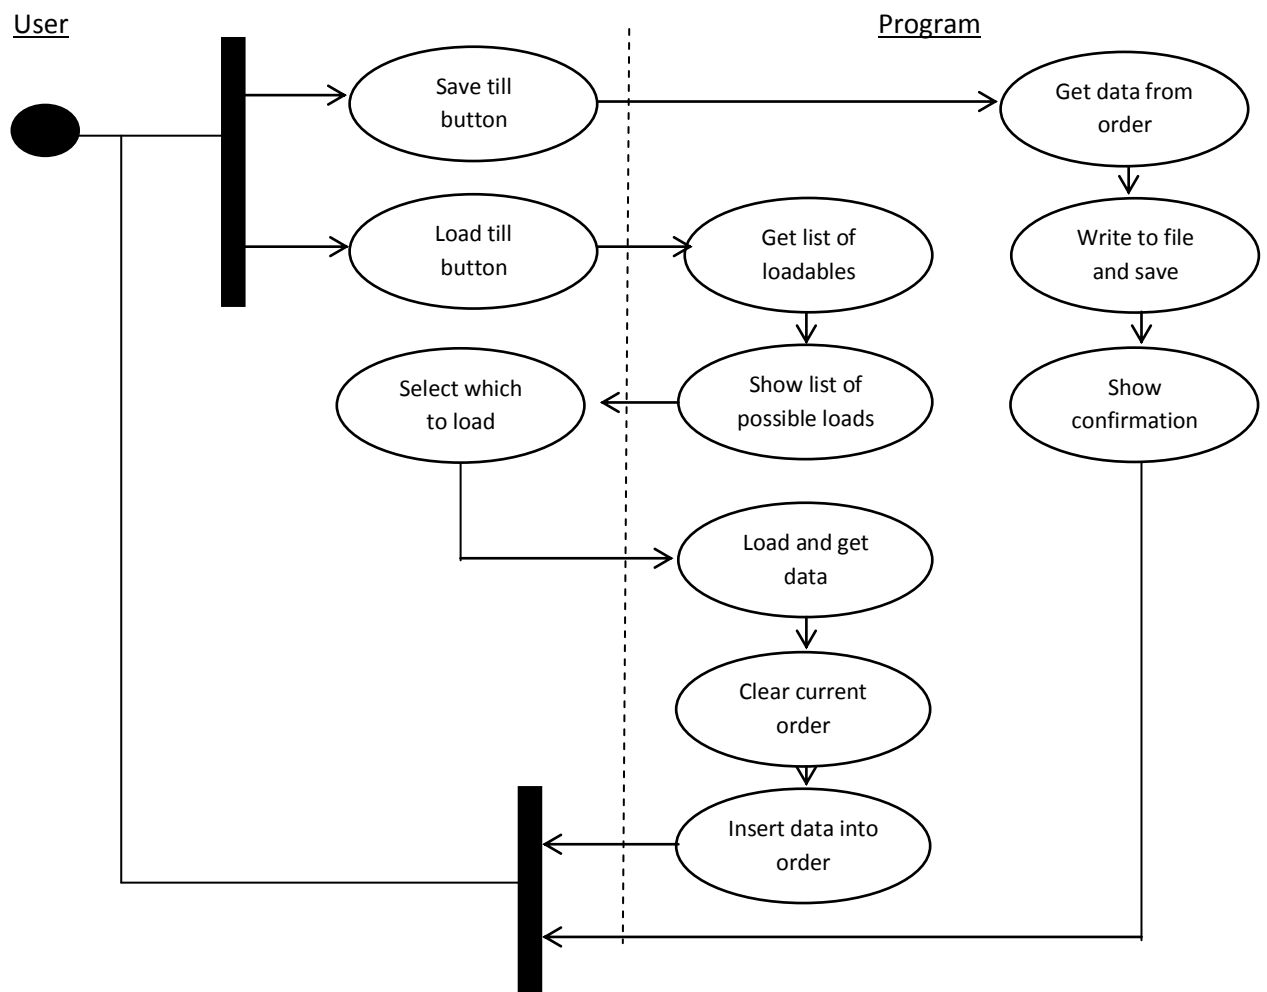 User
Program
Save till
button
Get data from
order
Load till
button
Get list of
loadables
Write to file
and save
Select which
to load
Show list of
possible loads
Show
confirmation
Load and get
data
Clear current
order
Insert data into
order